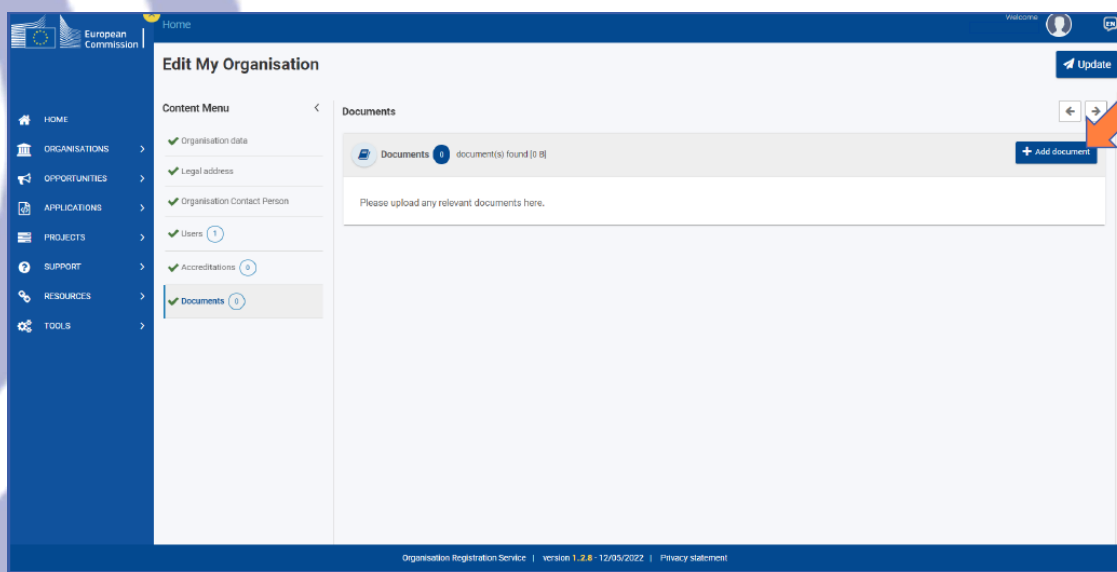 European
Commission
Home
Welcome
EN
Edit My Organisation
Update
HOME
ORGANISATIONS
OPPORTUNITIES
APPLICATIONS
PROJECTS
SUPPORT
RESOURCES
TOOLS
Content Menu
Organisation data
Legal address
Organisation Contact Person
Users 1
Accreditations 0
Documents 0
Documents
Documents 0 document(s) found [0 B]
+ Add document
Please upload any relevant documents here.
Organisation Registration Service | version 1.2.8 - 12/05/2022 | Privacy statement